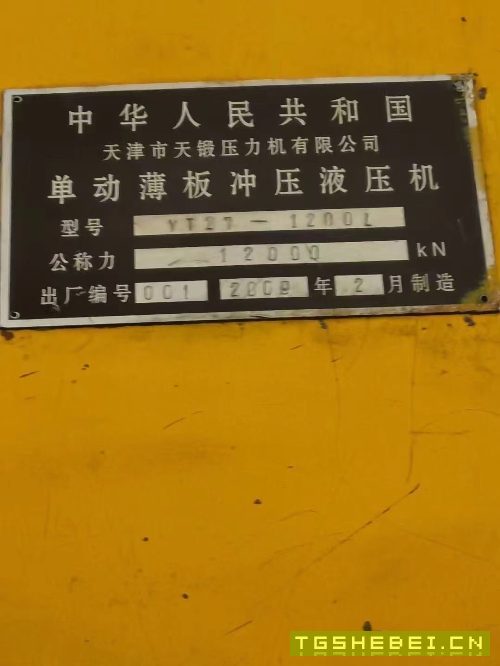 中华人民共和国
天津市天锻压力机有限公司
单动薄板冲压液压机
型号 YT27-1200L
公称力 12000 kN
出厂编号 001 2009 年 2 月制造
TGSHEBEI.CN